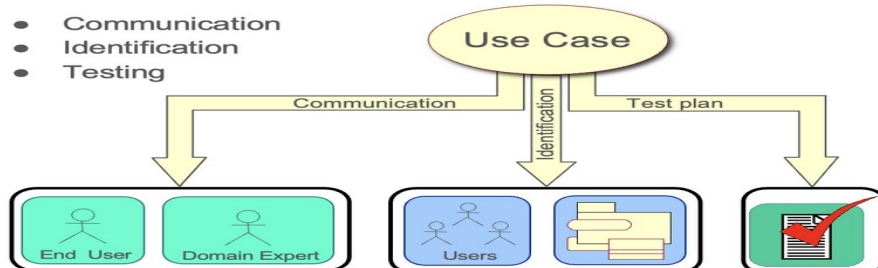 ● Communication
● Identification
● Testing
Use Case
Communication
Identification
Test plan
End User
Domain Expert
Users